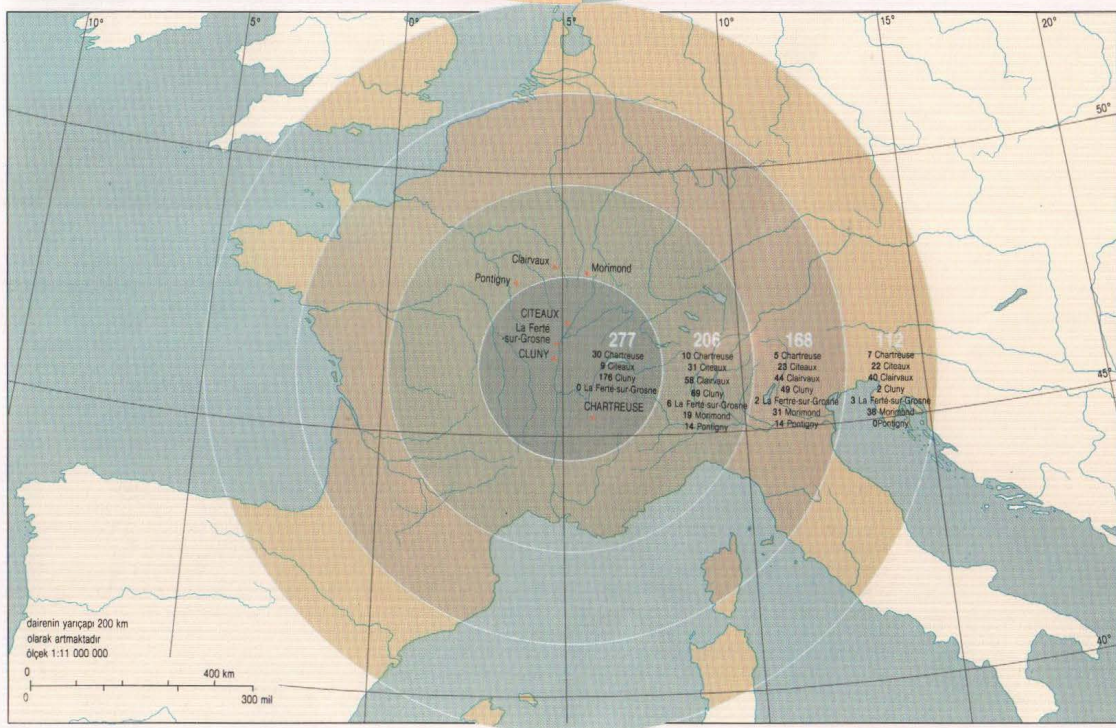 10°
5°
0°
5°
10°
15°
20°
50°
Clairvaux
Morimond
Pontigny
CITEAUX
La Ferté
-sur-Grosne
CLUNY
CHARTREUSE
277
30 Chartreuse
9 Citeaux
176 Cluny
0 La Ferté-sur-Grosne
206
10 Chartreuse
31 Citeaux
58 Clairvaux
69 Cluny
6 La Ferté-sur-Grosne
19 Morimond
14 Pontigny
168
5 Chartreuse
23 Citeaux
44 Clairvaux
49 Cluny
2 La Fertre-sur-Grosne
31 Morimond
14 Pontigny
112
7 Chartreuse
22 Citeaux
40 Clairvaux
2 Cluny
3 La Ferté-sur-Grosne
38 Morimond
0Pontigny
45°
40°
dairenin yarıçapı 200 km
olarak artmaktadır
ölçek 1:11 000 000
0 400 km
0 300 mil